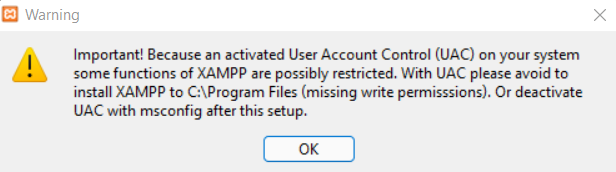 Warning
Important! Because an activated User Account Control (UAC) on your system
some functions of XAMPP are possibly restricted. With UAC please avoid to
install XAMPP to C:\Program Files (missing write permisssions). Or deactivate
UAC with msconfig after this setup.
OK